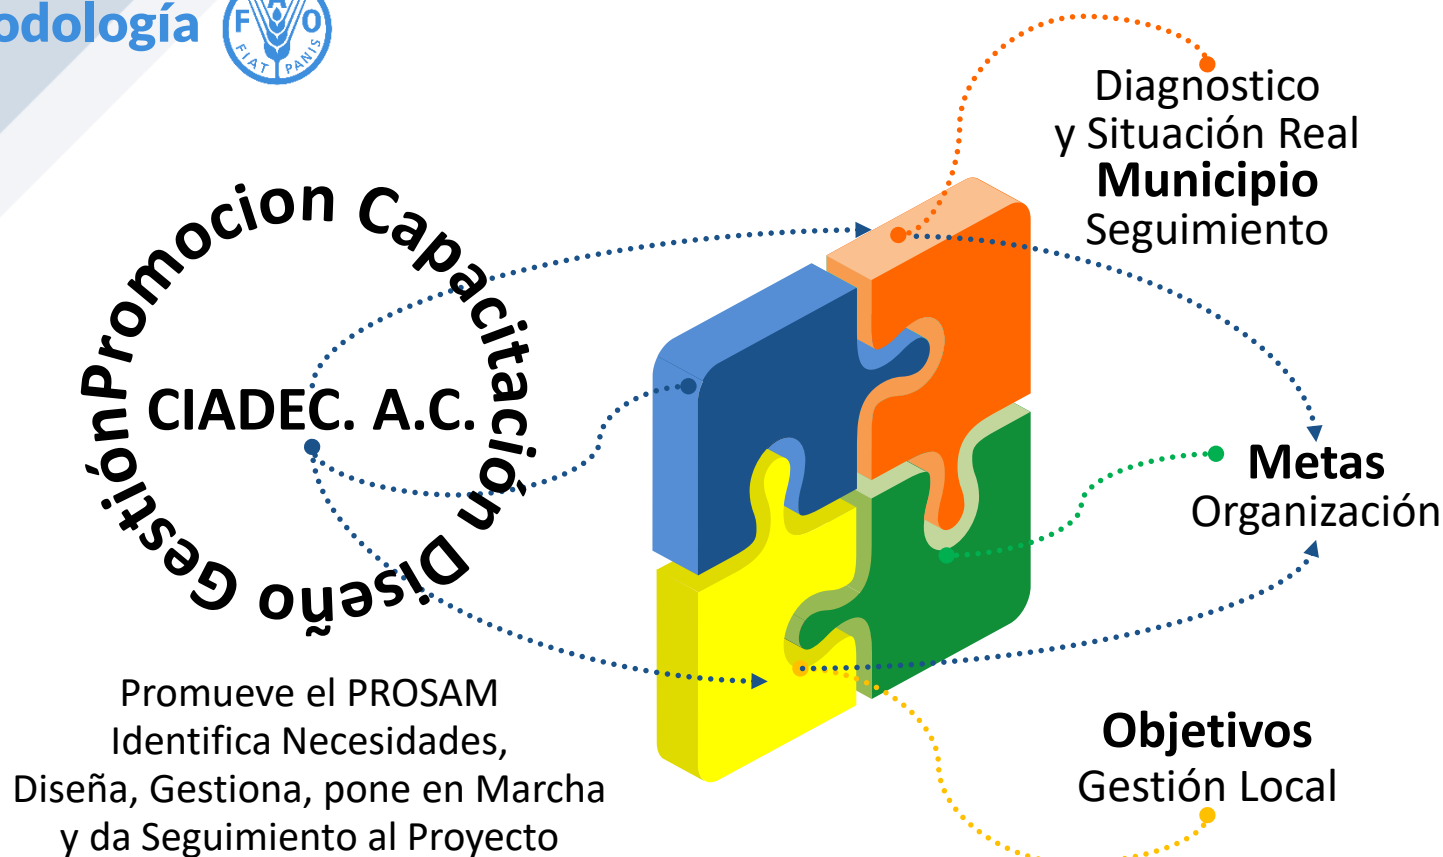 odología
F A O
FIAT PANIS
Promocion Capacitación Diseño Gestión
CIADEC. A.C.
Promueve el PROSAM
Identifica Necesidades,
Diseña, Gestiona, pone en Marcha
y da Seguimiento al Proyecto
Diagnostico
y Situación Real
Municipio
Seguimiento
Metas
Organización
Objetivos
Gestión Local